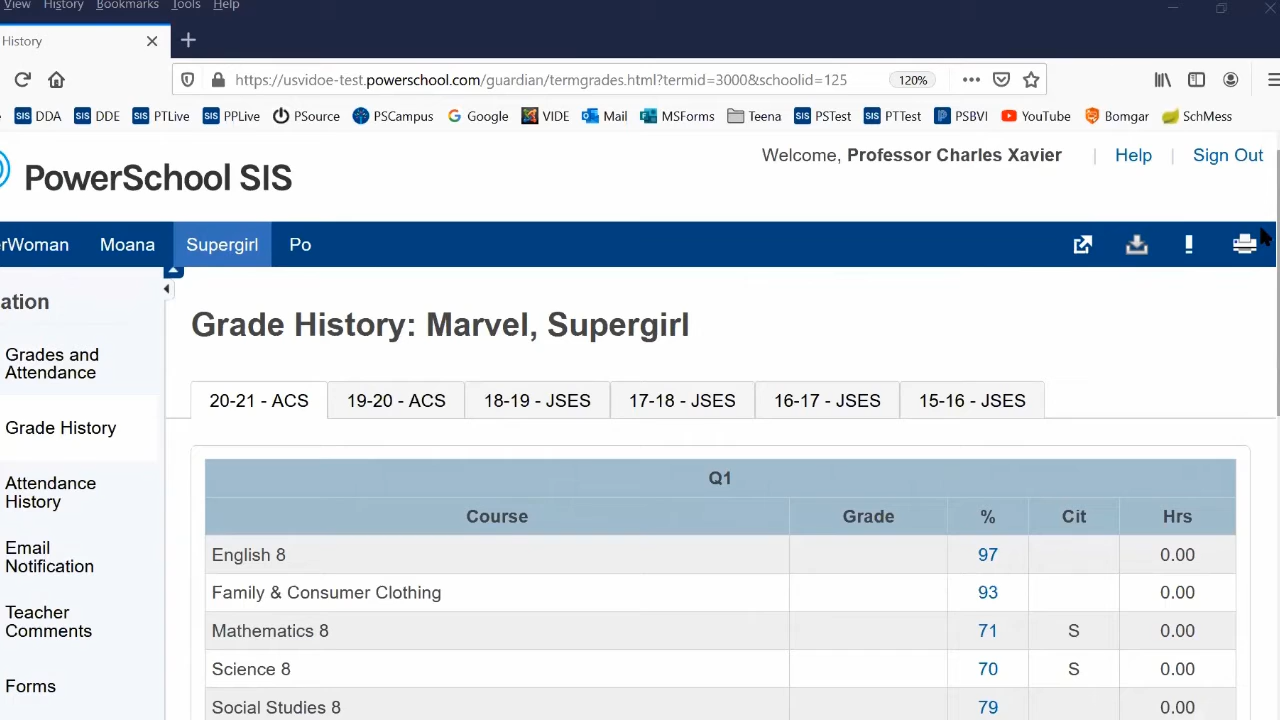 View History Bookmarks Tools Help
History
https://usvidoe-test.powerschool.com/guardian/termgrades.html?termid=3000&schoolid=125 120%
DDA DDE PTLive PPLive PSource PSCampus Google VIDE Mail MSForms Teena PSTest PTTest PSBVI YouTube Bomgar SchMess
PowerSchool SIS
Welcome, Professor Charles Xavier | Help | Sign Out
rWoman Moana Supergirl Po
ation
Grades and
Attendance
Grade History
Attendance
History
Email
Notification
Teacher
Comments
Forms
Grade History: Marvel, Supergirl
20-21 - ACS 19-20 - ACS 18-19 - JSES 17-18 - JSES 16-17 - JSES 15-16 - JSES
Q1
Course Grade % Cit Hrs
English 8 97 0.00
Family & Consumer Clothing 93 0.00
Mathematics 8 71 S 0.00
Science 8 70 S 0.00
Social Studies 8 79 0.00